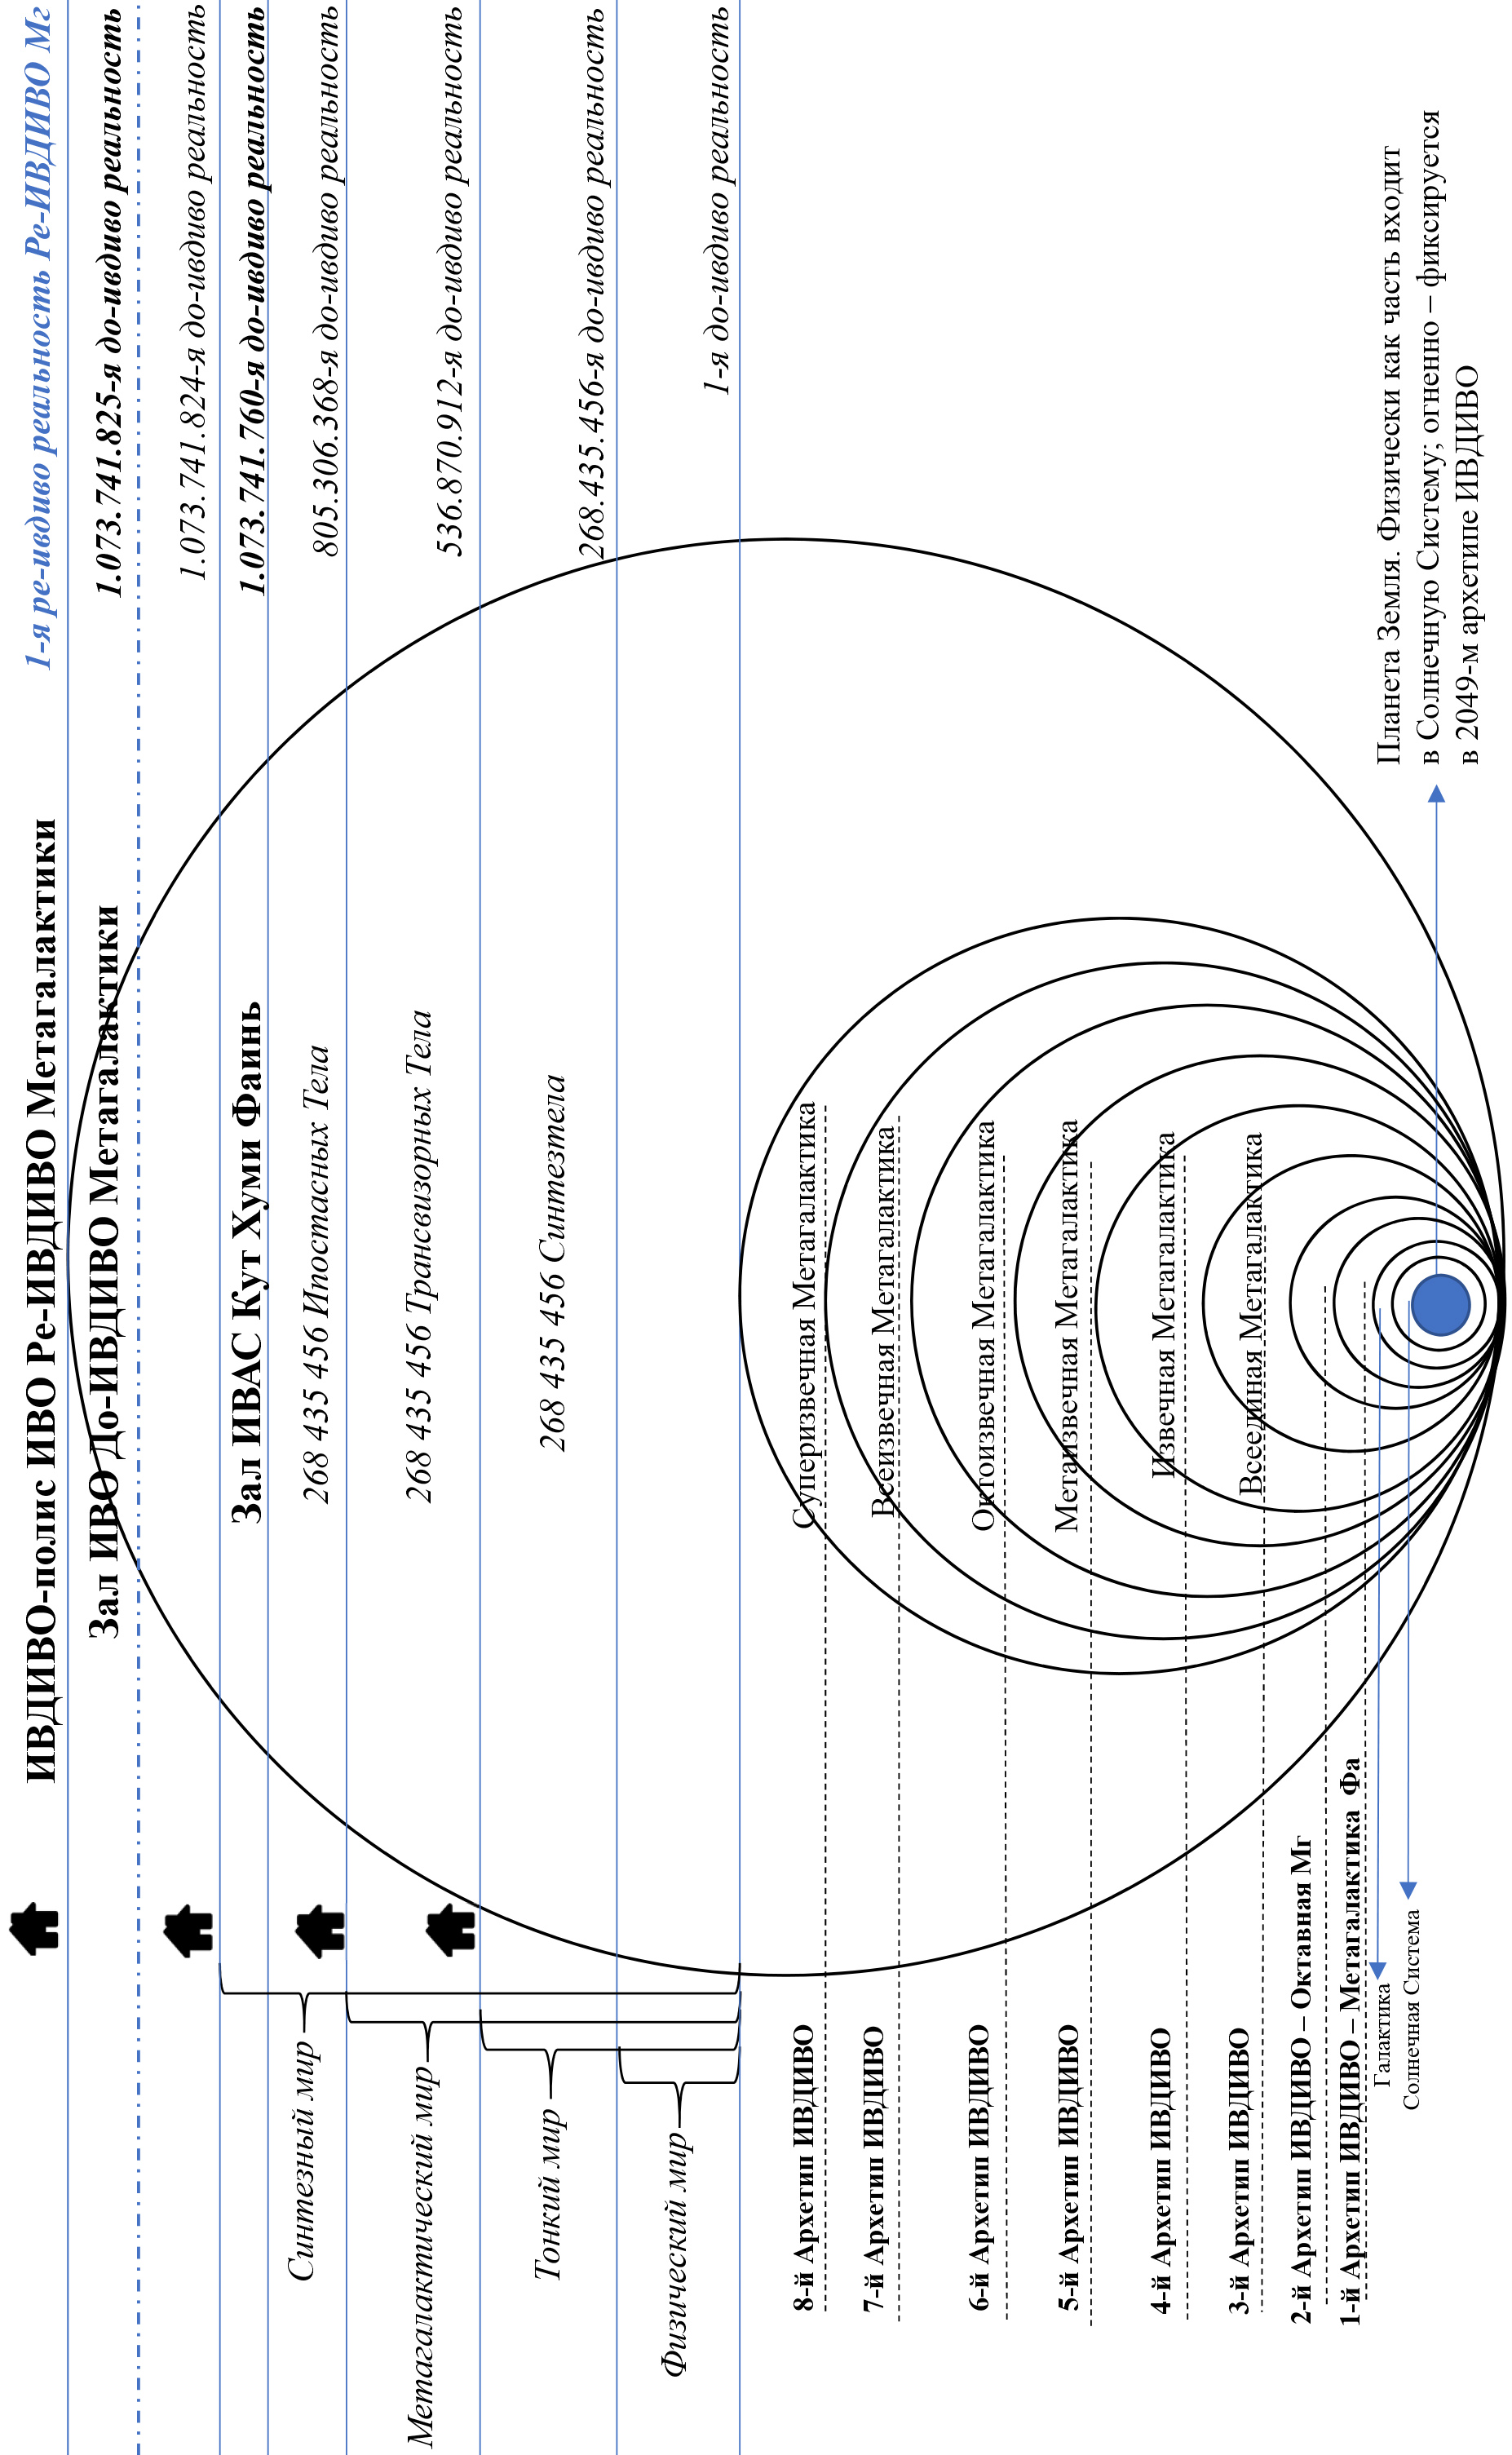 ИВДИВО-полис ИВО Ре-ИВДИВО Метагалактики
1-я ре-ивдиво реальность Ре-ИВДИВО Мг
Зал ИВО До-ИВДИВО Метагалактики
1.073.741.825-я до-ивдиво реальность
1.073.741.824-я до-ивдиво реальность
Зал ИВАС Кут Хуми Фаинь
1.073.741.760-я до-ивдиво реальность
Синтезный мир
268 435 456 Ипостасных Тела
805.306.368-я до-ивдиво реальность
Метагалактический мир
268 435 456 Трансвизорных Тела
536.870.912-я до-ивдиво реальность
Тонкий мир
268 435 456 Синтезтела
268.435.456-я до-ивдиво реальность
Физический мир
1-я до-ивдиво реальность
8-й Архетип ИВДИВО
Суперизвечная Метагалактика
7-й Архетип ИВДИВО
Всеизвечная Метагалактика
6-й Архетип ИВДИВО
Октоизвечная Метагалактика
5-й Архетип ИВДИВО
Метаизвечная Метагалактика
4-й Архетип ИВДИВО
Извечная Метагалактика
3-й Архетип ИВДИВО
Всеединая Метагалактика
2-й Архетип ИВДИВО – Октавная Мг
1-й Архетип ИВДИВО – Метагалактика Фа
Галактика
Солнечная Система
Планета Земля. Физически как часть входит
в Солнечную Систему; огненно – фиксируется
в 2049-м архетипе ИВДИВО